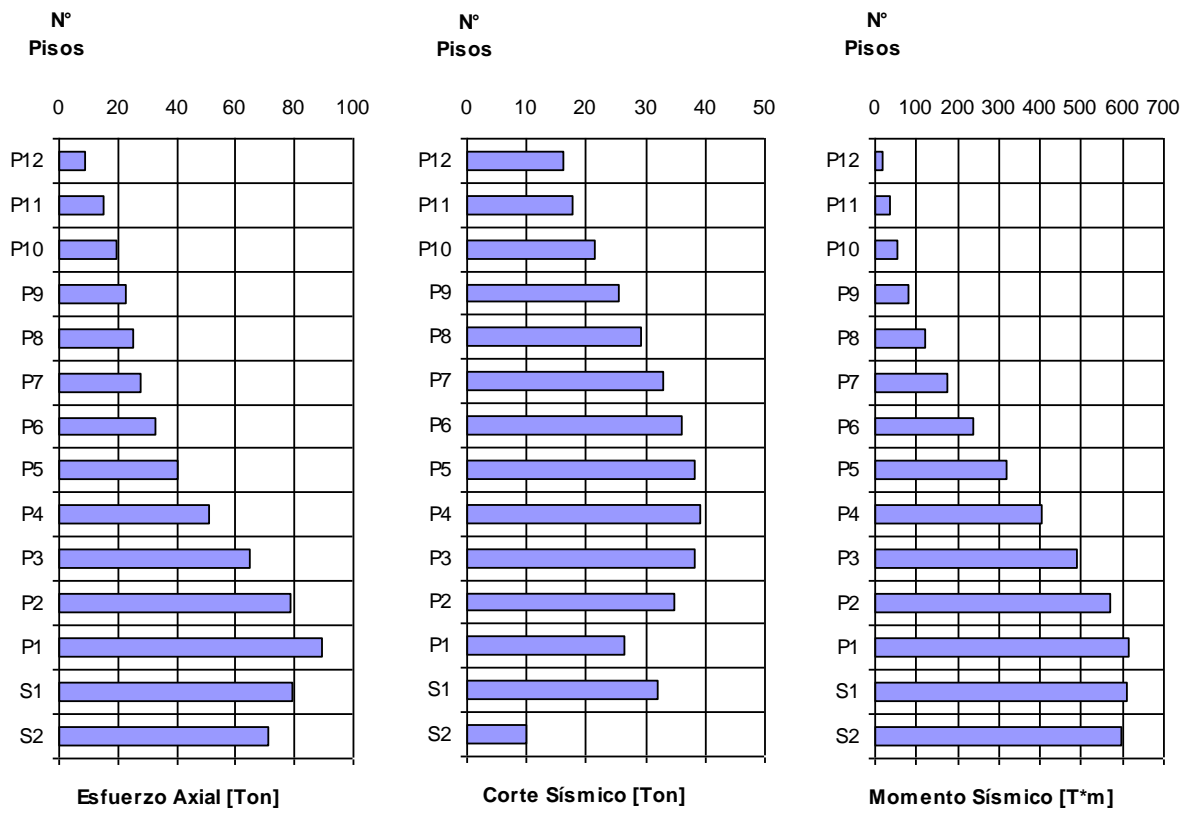 N°
Pisos
0 20 40 60 80 100
P12
P11
P10
P9
P8
P7
P6
P5
P4
P3
P2
P1
S1
S2
Esfuerzo Axial [Ton]
N°
Pisos
0 10 20 30 40 50
P12
P11
P10
P9
P8
P7
P6
P5
P4
P3
P2
P1
S1
S2
Corte Sísmico [Ton]
N°
Pisos
0 100 200 300 400 500 600 700
P12
P11
P10
P9
P8
P7
P6
P5
P4
P3
P2
P1
S1
S2
Momento Sísmico [T*m]